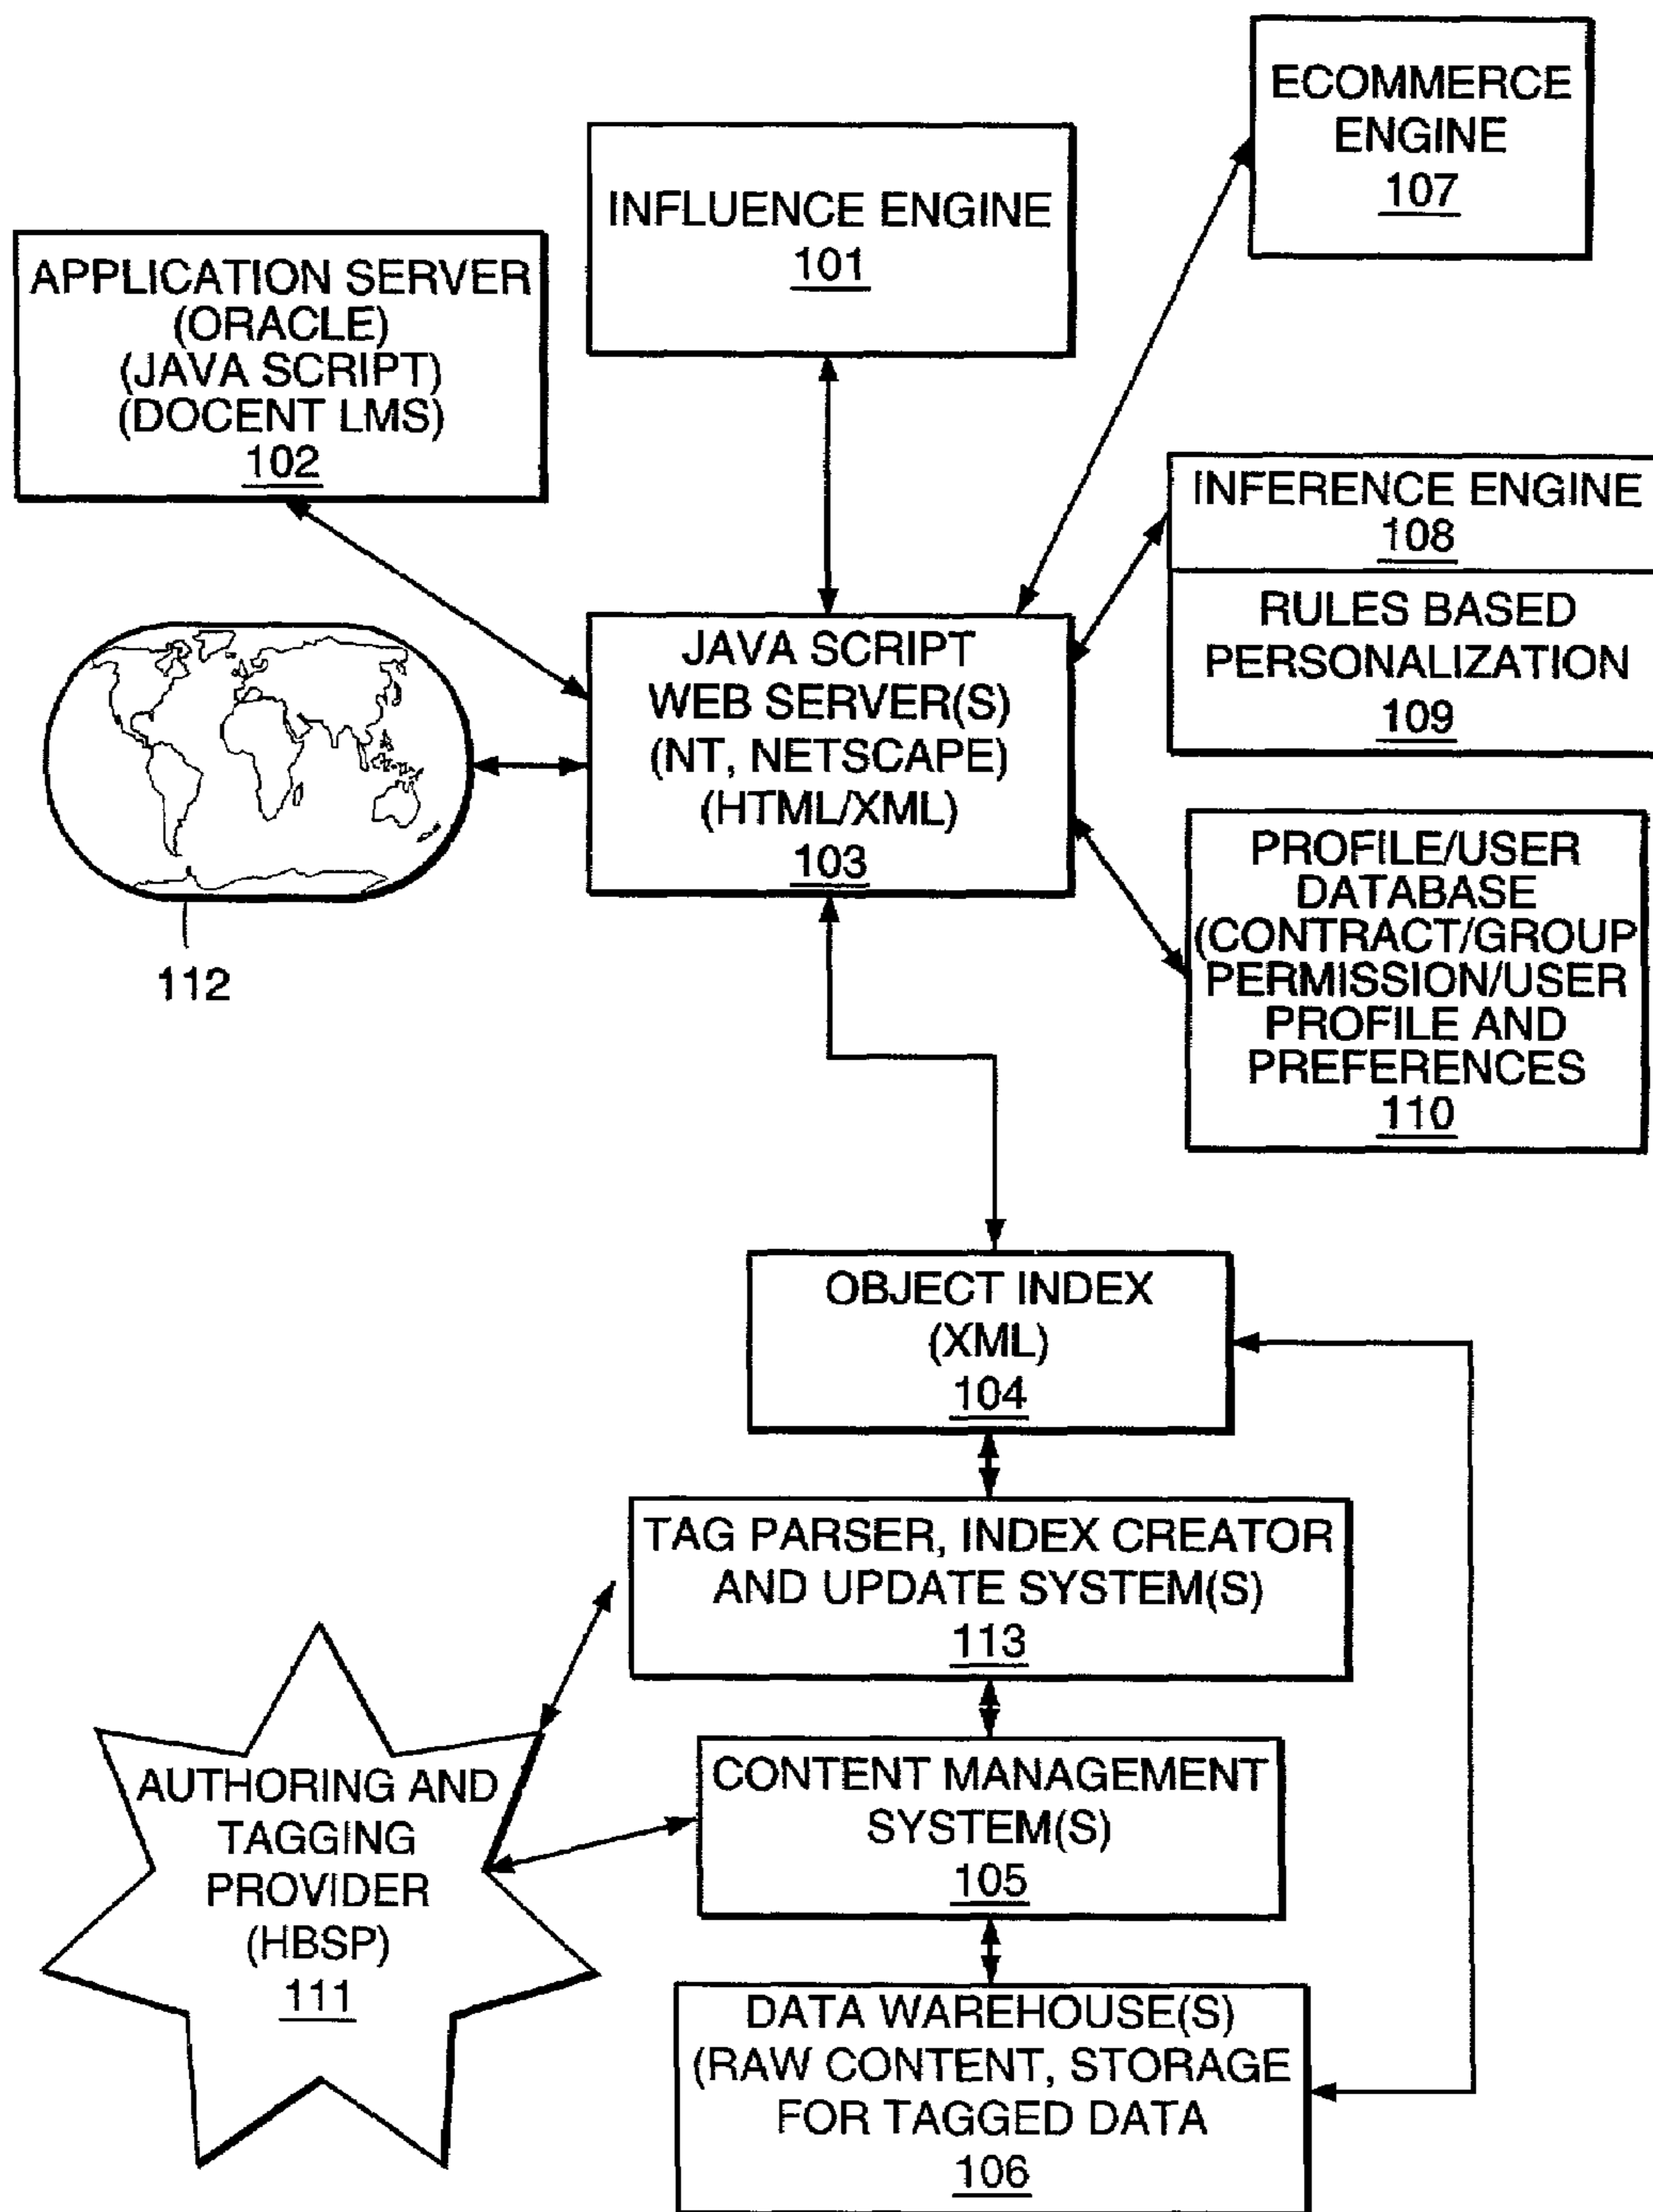 ECOMMERCE
ENGINE
107
INFLUENCE ENGINE
101
APPLICATION SERVER
(ORACLE)
(JAVA SCRIPT)
(DOCENT LMS)
102
INFERENCE ENGINE
108
RULES BASED
PERSONALIZATION
109
JAVA SCRIPT
WEB SERVER(S)
(NT, NETSCAPE)
(HTML/XML)
103
112
PROFILE/USER
DATABASE
(CONTRACT/GROUP
PERMISSION/USER
PROFILE AND
PREFERENCES
110
OBJECT INDEX
(XML)
104
TAG PARSER, INDEX CREATOR
AND UPDATE SYSTEM(S)
113
AUTHORING AND
TAGGING
PROVIDER
(HBSP)
111
CONTENT MANAGEMENT
SYSTEM(S)
105
DATA WAREHOUSE(S)
(RAW CONTENT, STORAGE
FOR TAGGED DATA
106